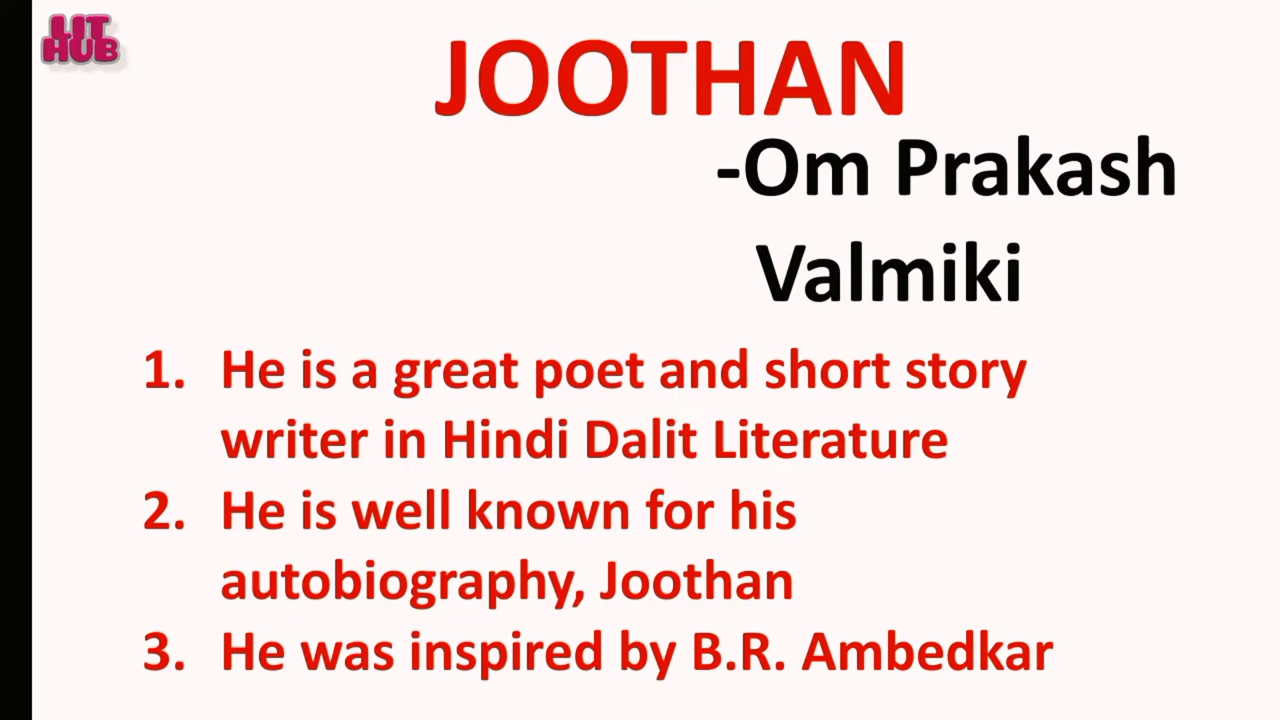 LIT
HUB
JOOTHAN
-Om Prakash
Valmiki
1. He is a great poet and short story
writer in Hindi Dalit Literature
2. He is well known for his
autobiography, Joothan
3. He was inspired by B.R. Ambedkar